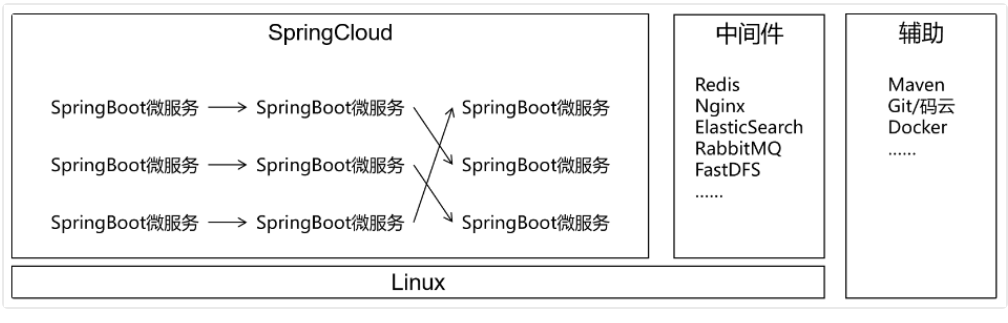 SpringCloud
SpringBoot微服务 SpringBoot微服务 SpringBoot微服务
SpringBoot微服务 SpringBoot微服务 SpringBoot微服务
SpringBoot微服务 SpringBoot微服务 SpringBoot微服务
中间件
Redis
Nginx
ElasticSearch
RabbitMQ
FastDFS
......
辅助
Maven
Git/码云
Docker
......
Linux